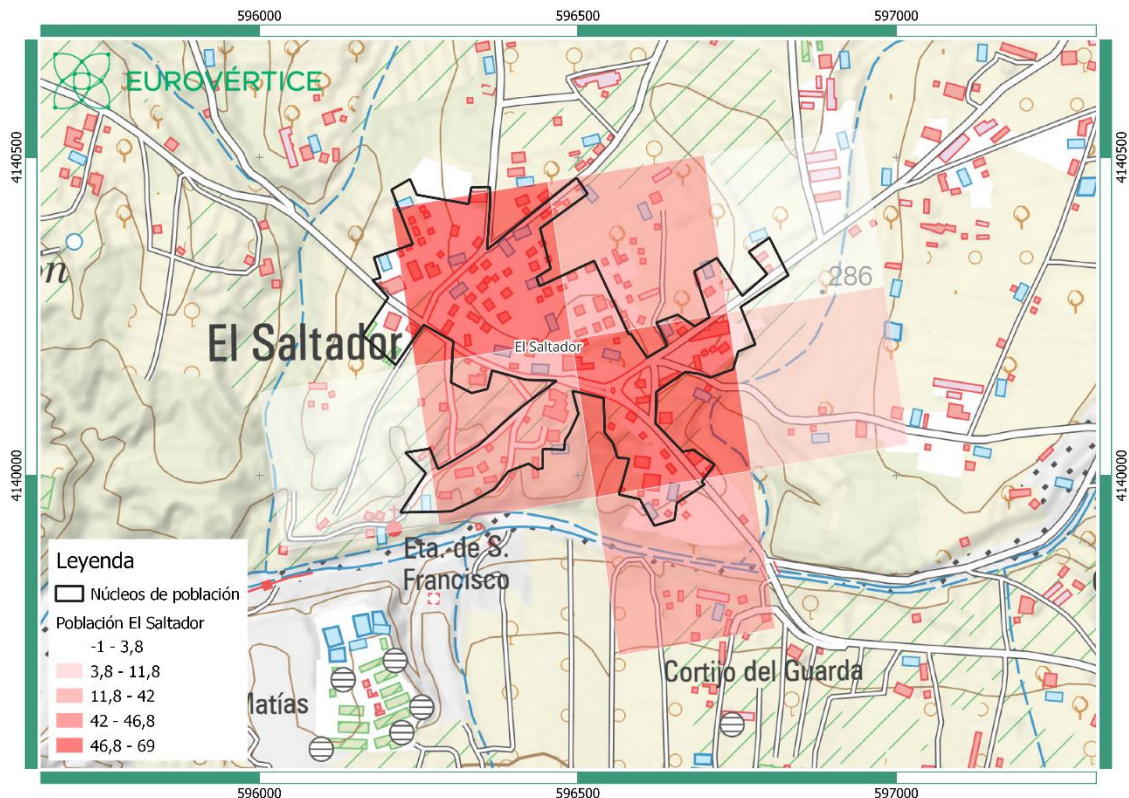 596000
596500
597000
EUROVÉRTICE
4140500
4140500
286
El Saltador
El Saltador
4140000
4140000
Eta. de S.
Francisco
Cortijo del Guarda
Matías
Leyenda
Núcleos de población
Población El Saltador
-1 - 3,8
3,8 - 11,8
11,8 - 42
42 - 46,8
46,8 - 69
596000
596500
597000